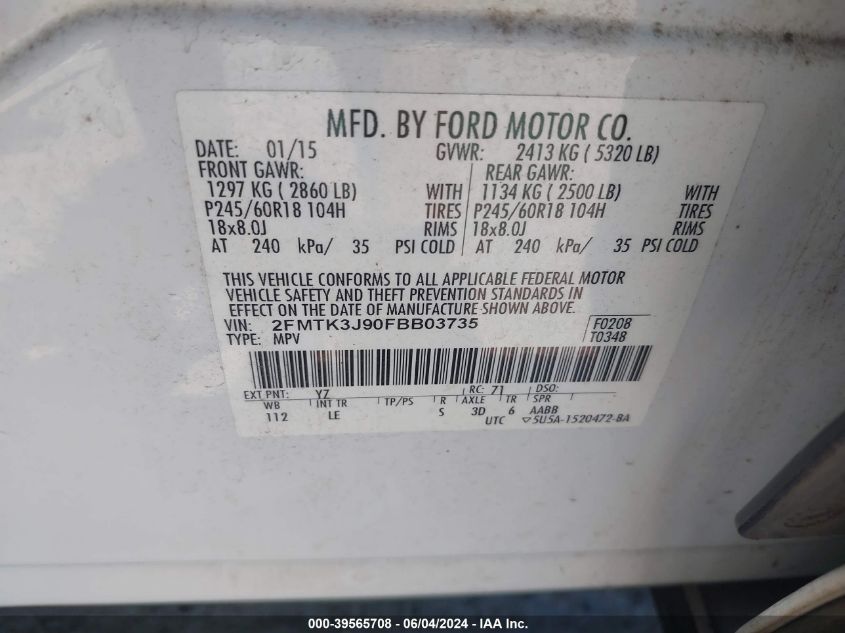 MFD. BY FORD MOTOR CO.
DATE: 01/15 GVWR: 2413 KG ( 5320 LB)
FRONT GAWR: REAR GAWR:
1297 KG ( 2860 LB) WITH 1134 KG ( 2500 LB) WITH
P245/60R18 104H TIRES P245/60R18 104H TIRES
18x8.0J RIMS 18x8.0J RIMS
AT 240 kPa/ 35 PSI COLD AT 240 kPa/ 35 PSI COLD
THIS VEHICLE CONFORMS TO ALL APPLICABLE FEDERAL MOTOR
VEHICLE SAFETY AND THEFT PREVENTION STANDARDS IN
EFFECT ON THE DATE OF MANUFACTURE SHOWN ABOVE.
VIN: 2FMTK3J90FBB03735 F0208
TYPE: MPV T0348
EXT PNT: YZ RC: 71 DSO:
WB INT TR TP/PS R AXLE TR SPR
112 LE S 3D 6 AABB
UTC 5U5A-1520472-BA
000-39565708 - 06/04/2024 - IAA Inc.